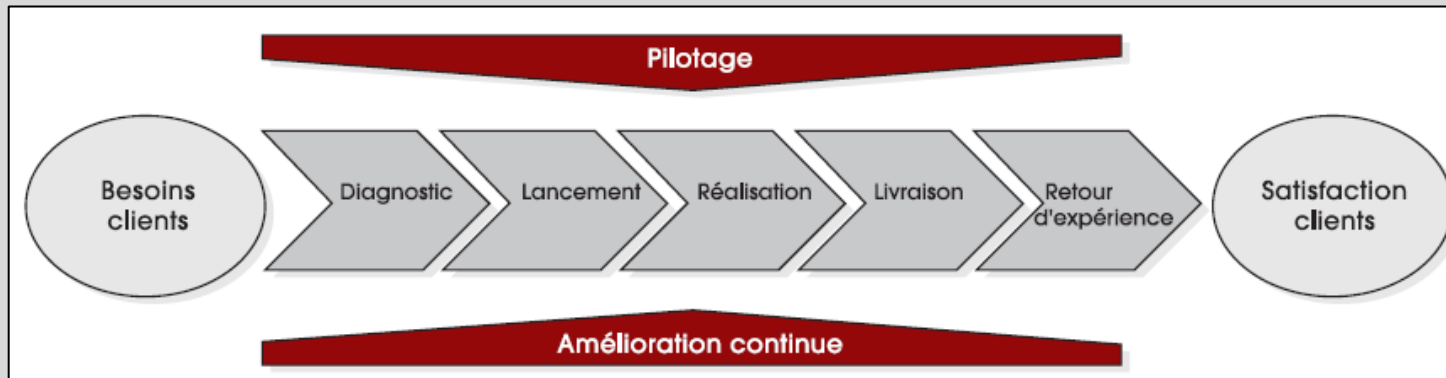 Pilotage
Besoins
clients
Diagnostic
Lancement
Réalisation
Livraison
Retour
d'expérience
Satisfaction
clients
Amélioration continue